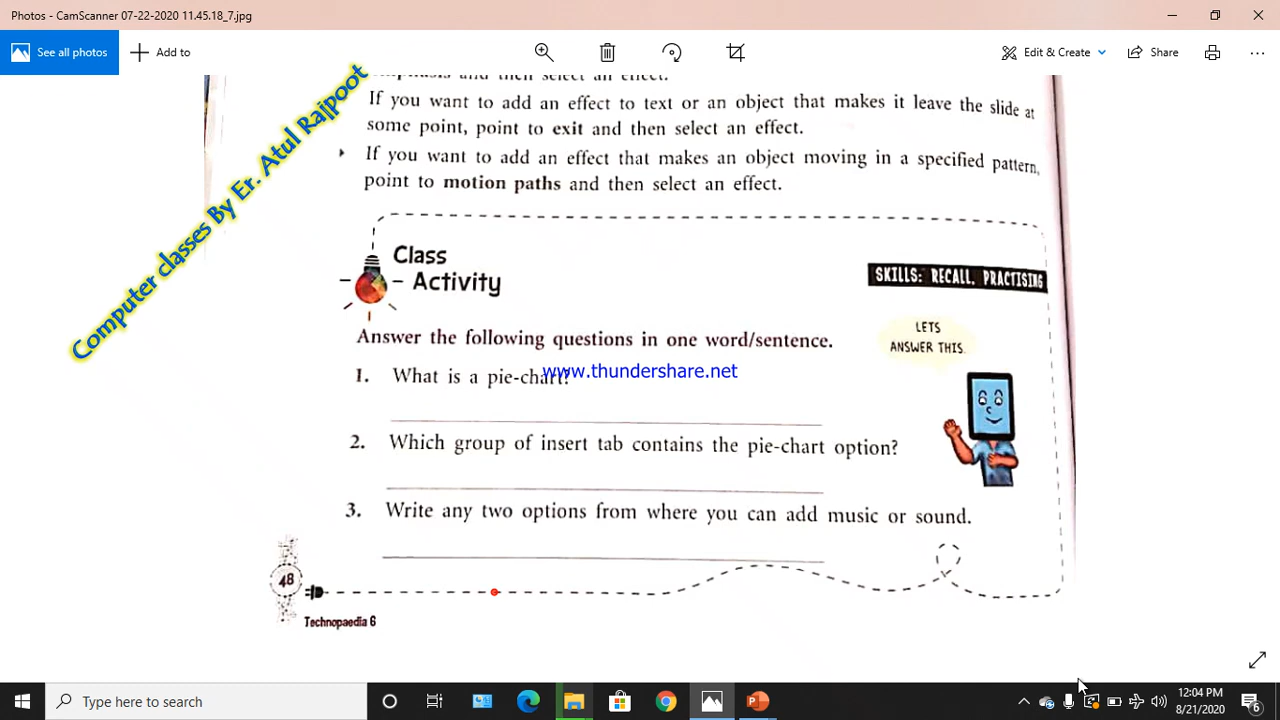 Photos - CamScanner 07-22-2020 11.45.18_7.jpg
See all photos
Add to
Edit & Create
Share
emphasis and then select an effect.
If you want to add an effect to text or an object that makes it leave the slide at
some point, point to exit and then select an effect.
If you want to add an effect that makes an object moving in a specified pattern,
point to motion paths and then select an effect.
Computer classes By Er. Atul Rajpoot
Class
Activity
SKILLS: RECALL, PRACTISING
Answer the following questions in one word/sentence.
LETS
ANSWER THIS.
1. What is a pie-chart?
www.thundershare.net
2. Which group of insert tab contains the pie-chart option?
3. Write any two options from where you can add music or sound.
48
Technopaedia 6
Type here to search
12:04 PM
8/21/2020
6